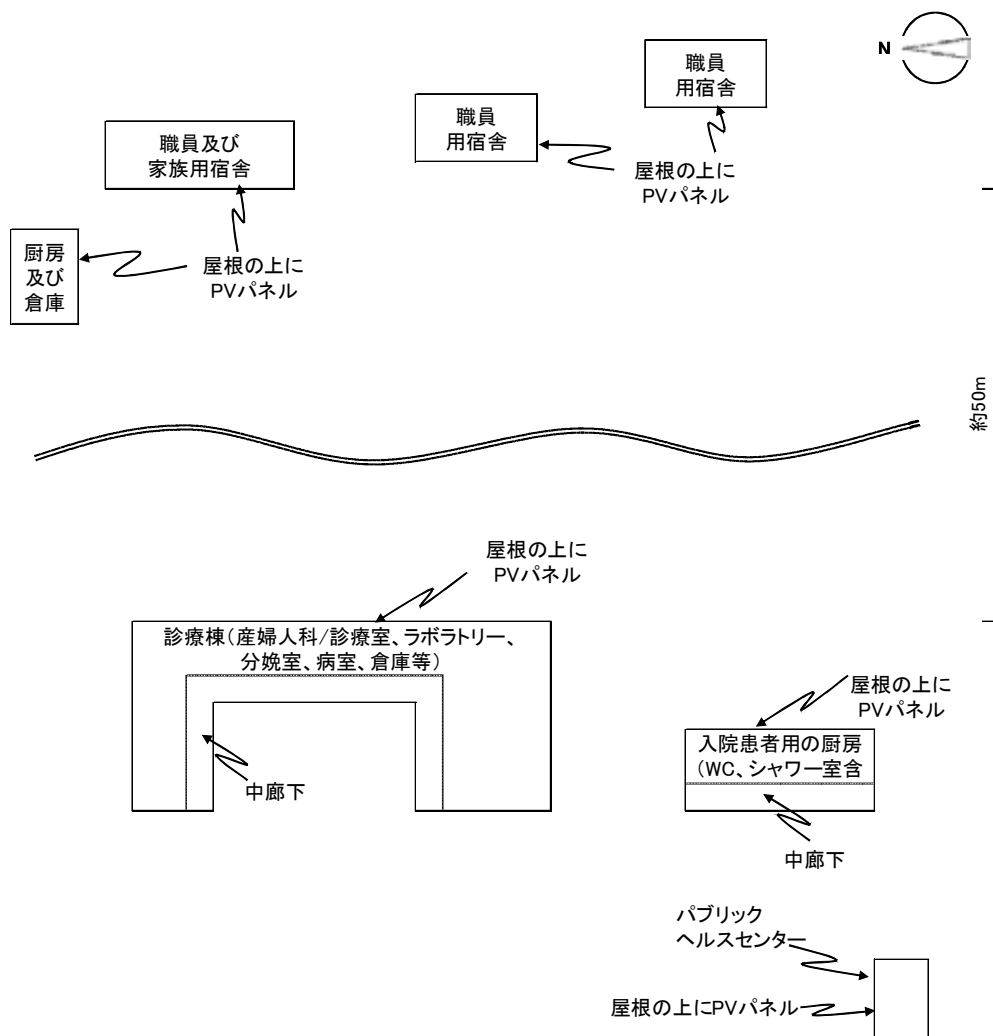 N
職員
用宿舎
職員
用宿舎
職員及び
家族用宿舎
屋根の上に
PVパネル
厨房
及び
倉庫
屋根の上に
PVパネル
約50m
屋根の上に
PVパネル
診療棟(産婦人科/診療室、ラボラトリー、
分娩室、病室、倉庫等)
屋根の上に
PVパネル
入院患者用の厨房
(WC、シャワー室含
中廊下
中廊下
パブリック
ヘルスセンター
屋根の上にPVパネル